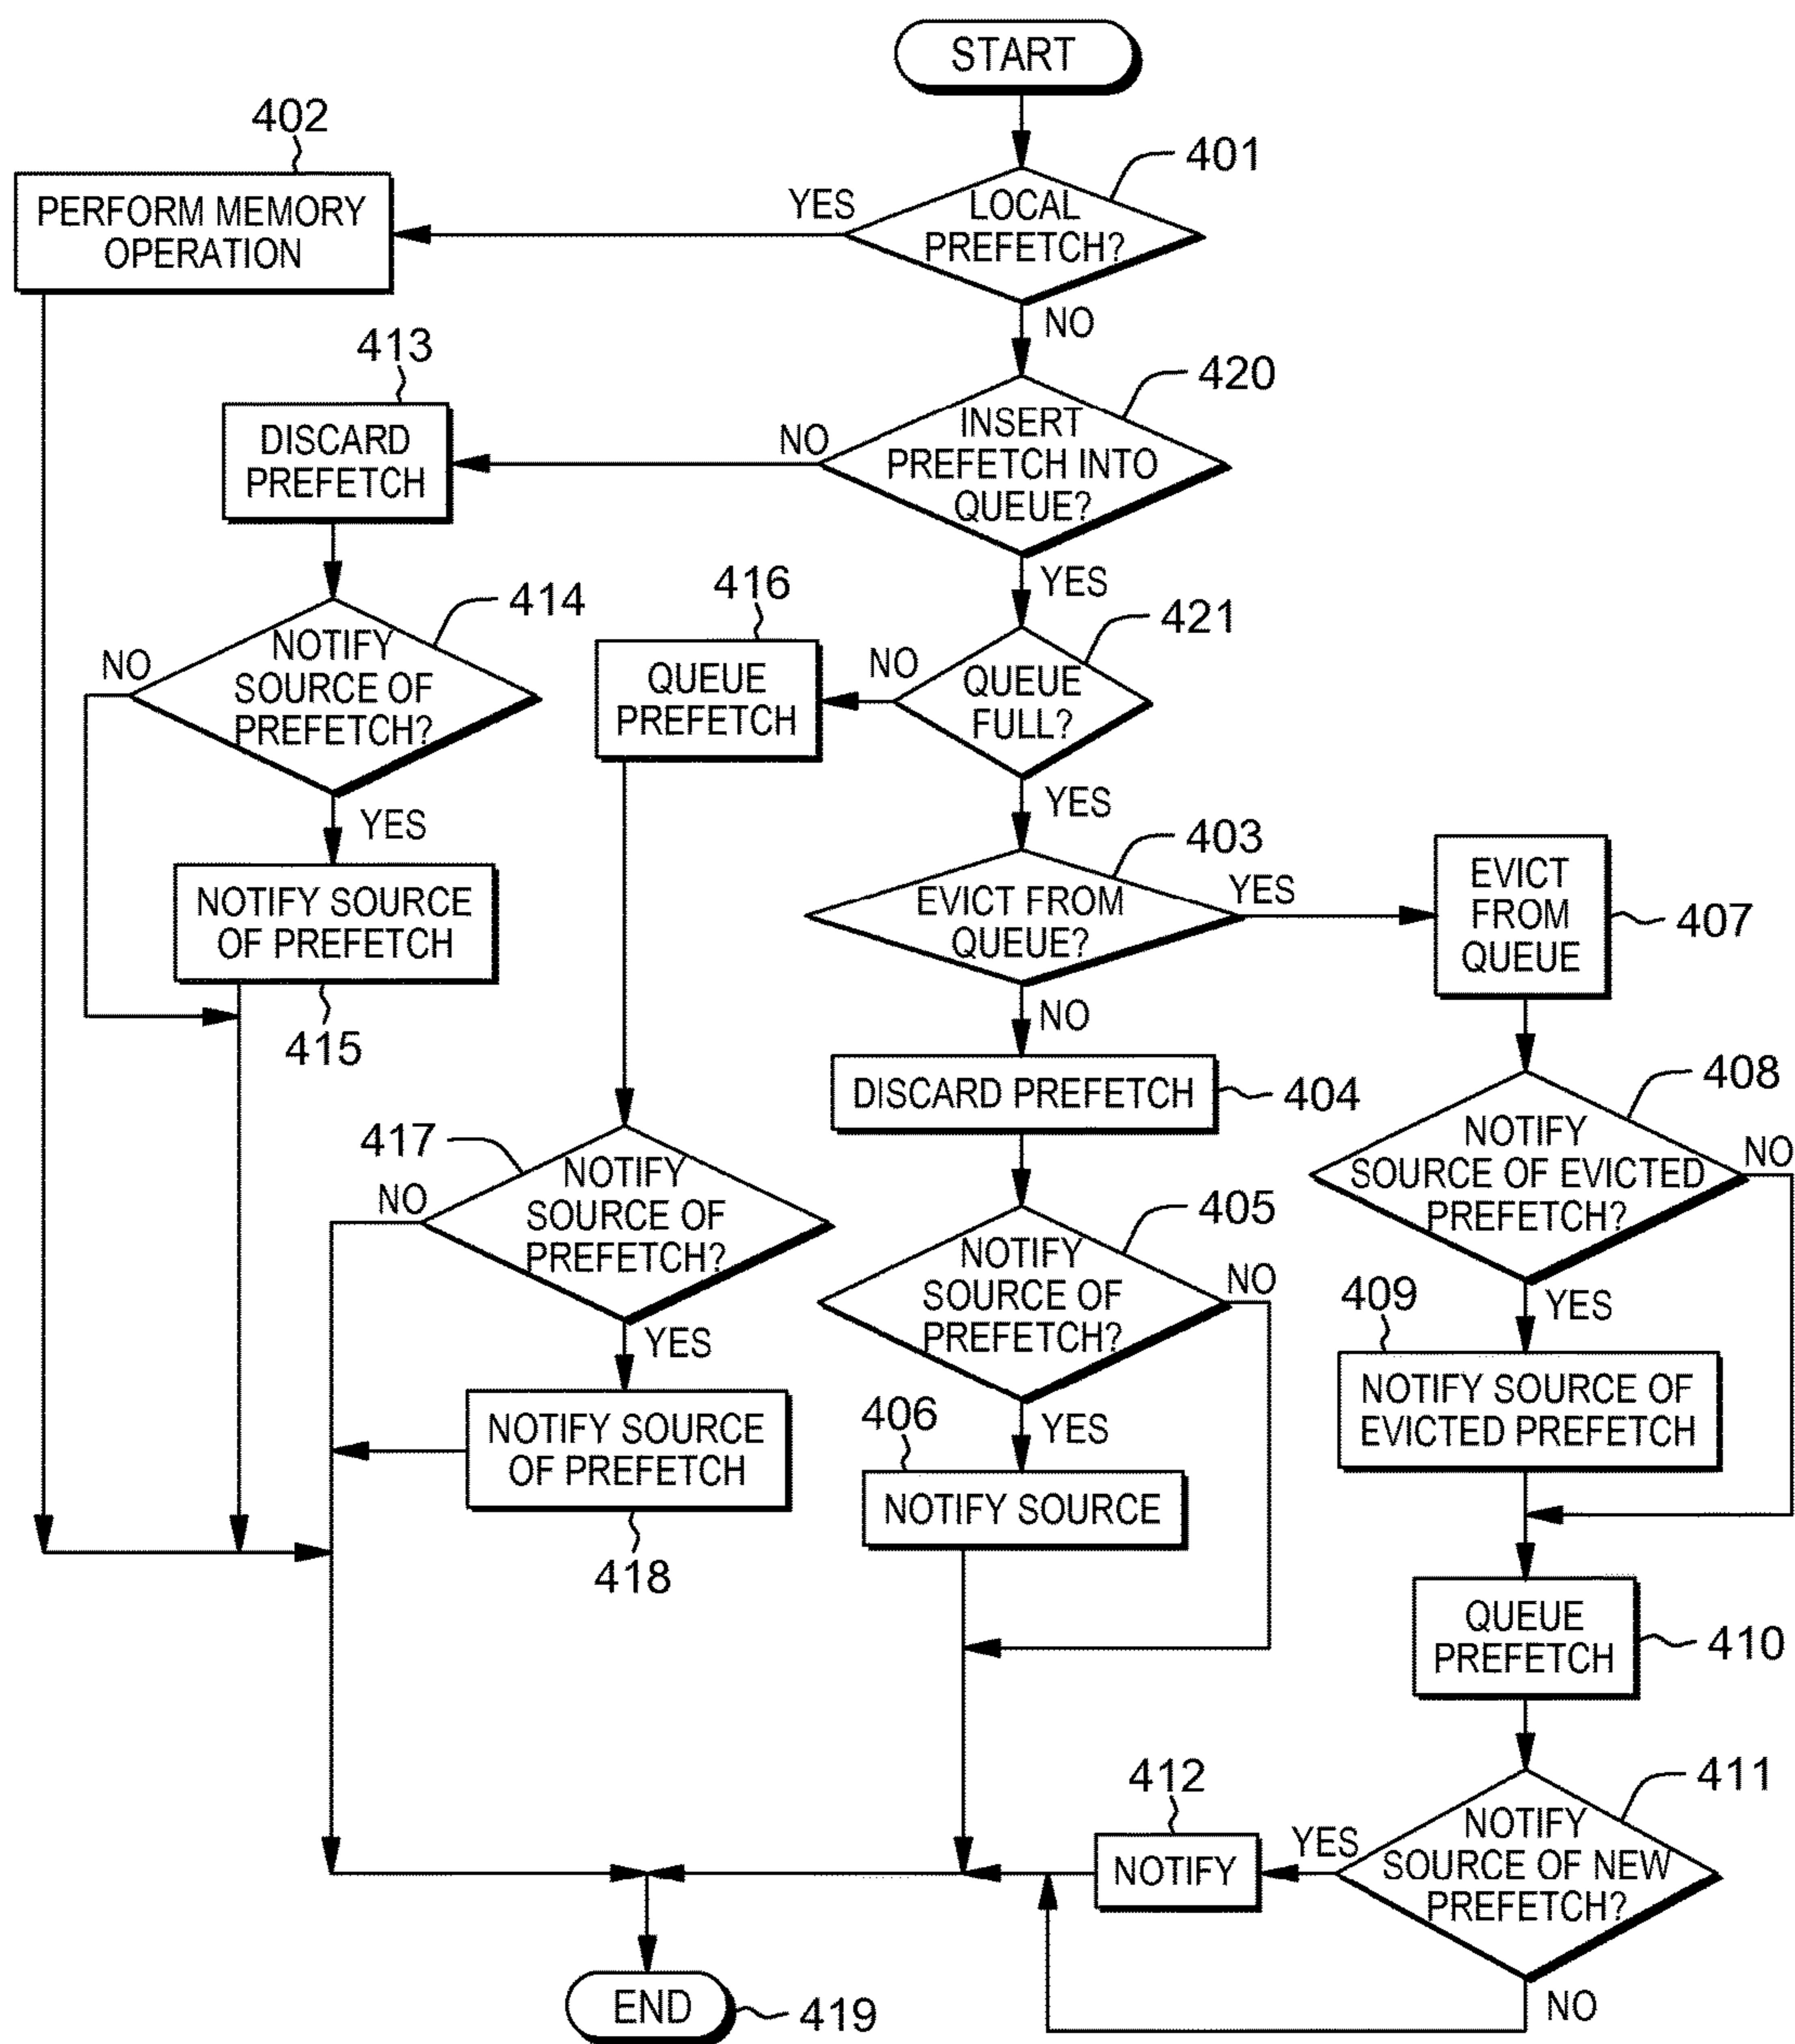 START
402
401
PERFORM MEMORY
OPERATION
YES
LOCAL
PREFETCH?
NO
413
420
DISCARD
PREFETCH
NO
INSERT
PREFETCH INTO
QUEUE?
YES
414
416
421
NO
NOTIFY
SOURCE OF
PREFETCH?
QUEUE
PREFETCH
NO
QUEUE
FULL?
YES
YES
403
NOTIFY SOURCE
OF PREFETCH
415
EVICT FROM
QUEUE?
YES
EVICT
FROM
QUEUE
407
NO
DISCARD PREFETCH
404
408
417
NO
NOTIFY
SOURCE OF
PREFETCH?
405
NOTIFY
SOURCE OF EVICTED
PREFETCH?
NO
NOTIFY
SOURCE OF
PREFETCH?
NO
YES
YES
409
NOTIFY SOURCE
OF PREFETCH
418
406
YES
NOTIFY SOURCE
NOTIFY SOURCE OF
EVICTED PREFETCH
QUEUE
PREFETCH
410
412
411
NOTIFY
YES
NOTIFY
SOURCE OF NEW
PREFETCH?
NO
END
419